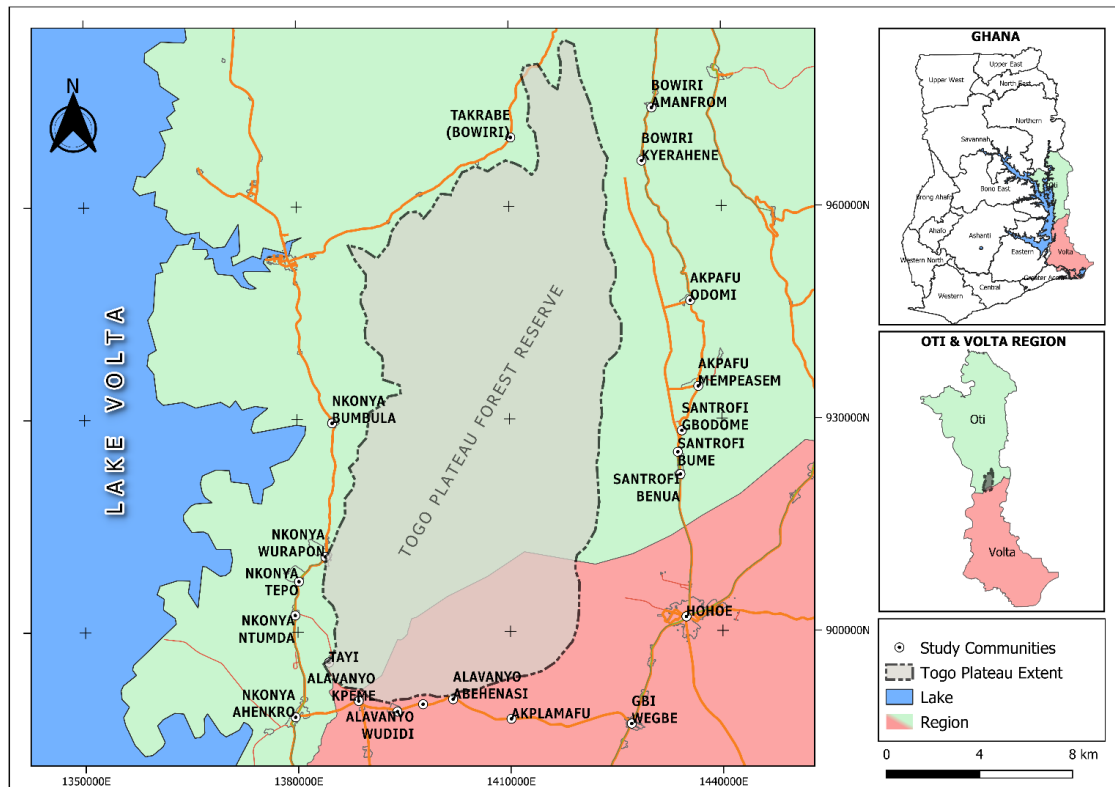 N
LAKE VOLTA
TOGO PLATEAU FOREST RESERVE
TAKRABE
(BOWIRI)
BOWIRI
AMANFROM
BOWIRI
KYERAHENE
AKPAFU
ODOMI
AKPAFU
MEMPEASEM
NKONYA
BUMBULA
SANTROFI
GBODOME
SANTROFI
BUME
SANTROFI
BENUA
NKONYA
WURAPON
NKONYA
TEPO
NKONYA
NTUMDA
HOHOE
TAYI
ALAVANYO
KPEME
ALAVANYO
ABEHENASI
NKONYA
AHENKRO
ALAVANYO
WUDIDI
AKPLAMAFU
GBI
WEGBE
960000N
930000N
900000N
1350000E
1380000E
1410000E
1440000E
GHANA
Upper East
Upper West
North East
Northern
Savannah
Oti
Bono East
Brong Ahafo
Ahafo
Ashanti
Volta
Eastern
Western North
Greater Accra
Central
Western
OTI & VOLTA REGION
Oti
Volta
Study Communities
Togo Plateau Extent
Lake
Region
0
4
8 km